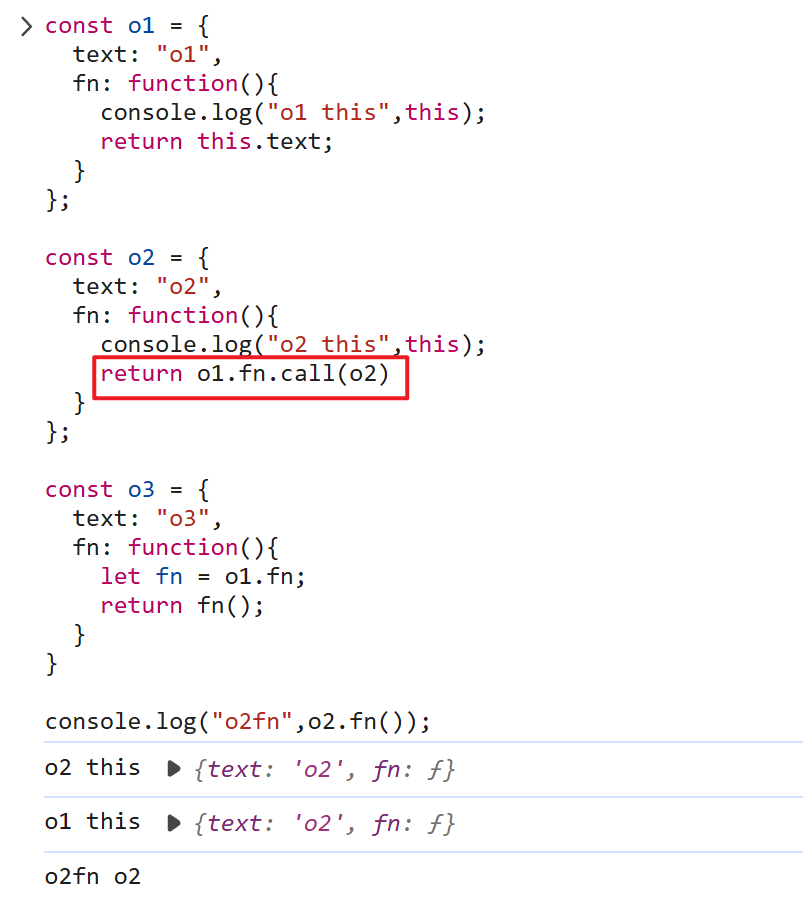 const o1 = {
  text: "o1",
  fn: function(){
    console.log("o1 this",this);
    return this.text;
  }
};

const o2 = {
  text: "o2",
  fn: function(){
    console.log("o2 this",this);
    return o1.fn.call(o2)
  }
};

const o3 = {
  text: "o3",
  fn: function(){
    let fn = o1.fn;
    return fn();
  }
}

console.log("o2fn",o2.fn());
o2 this ▶ {text: 'o2', fn: ƒ}
o1 this ▶ {text: 'o2', fn: ƒ}
o2fn o2